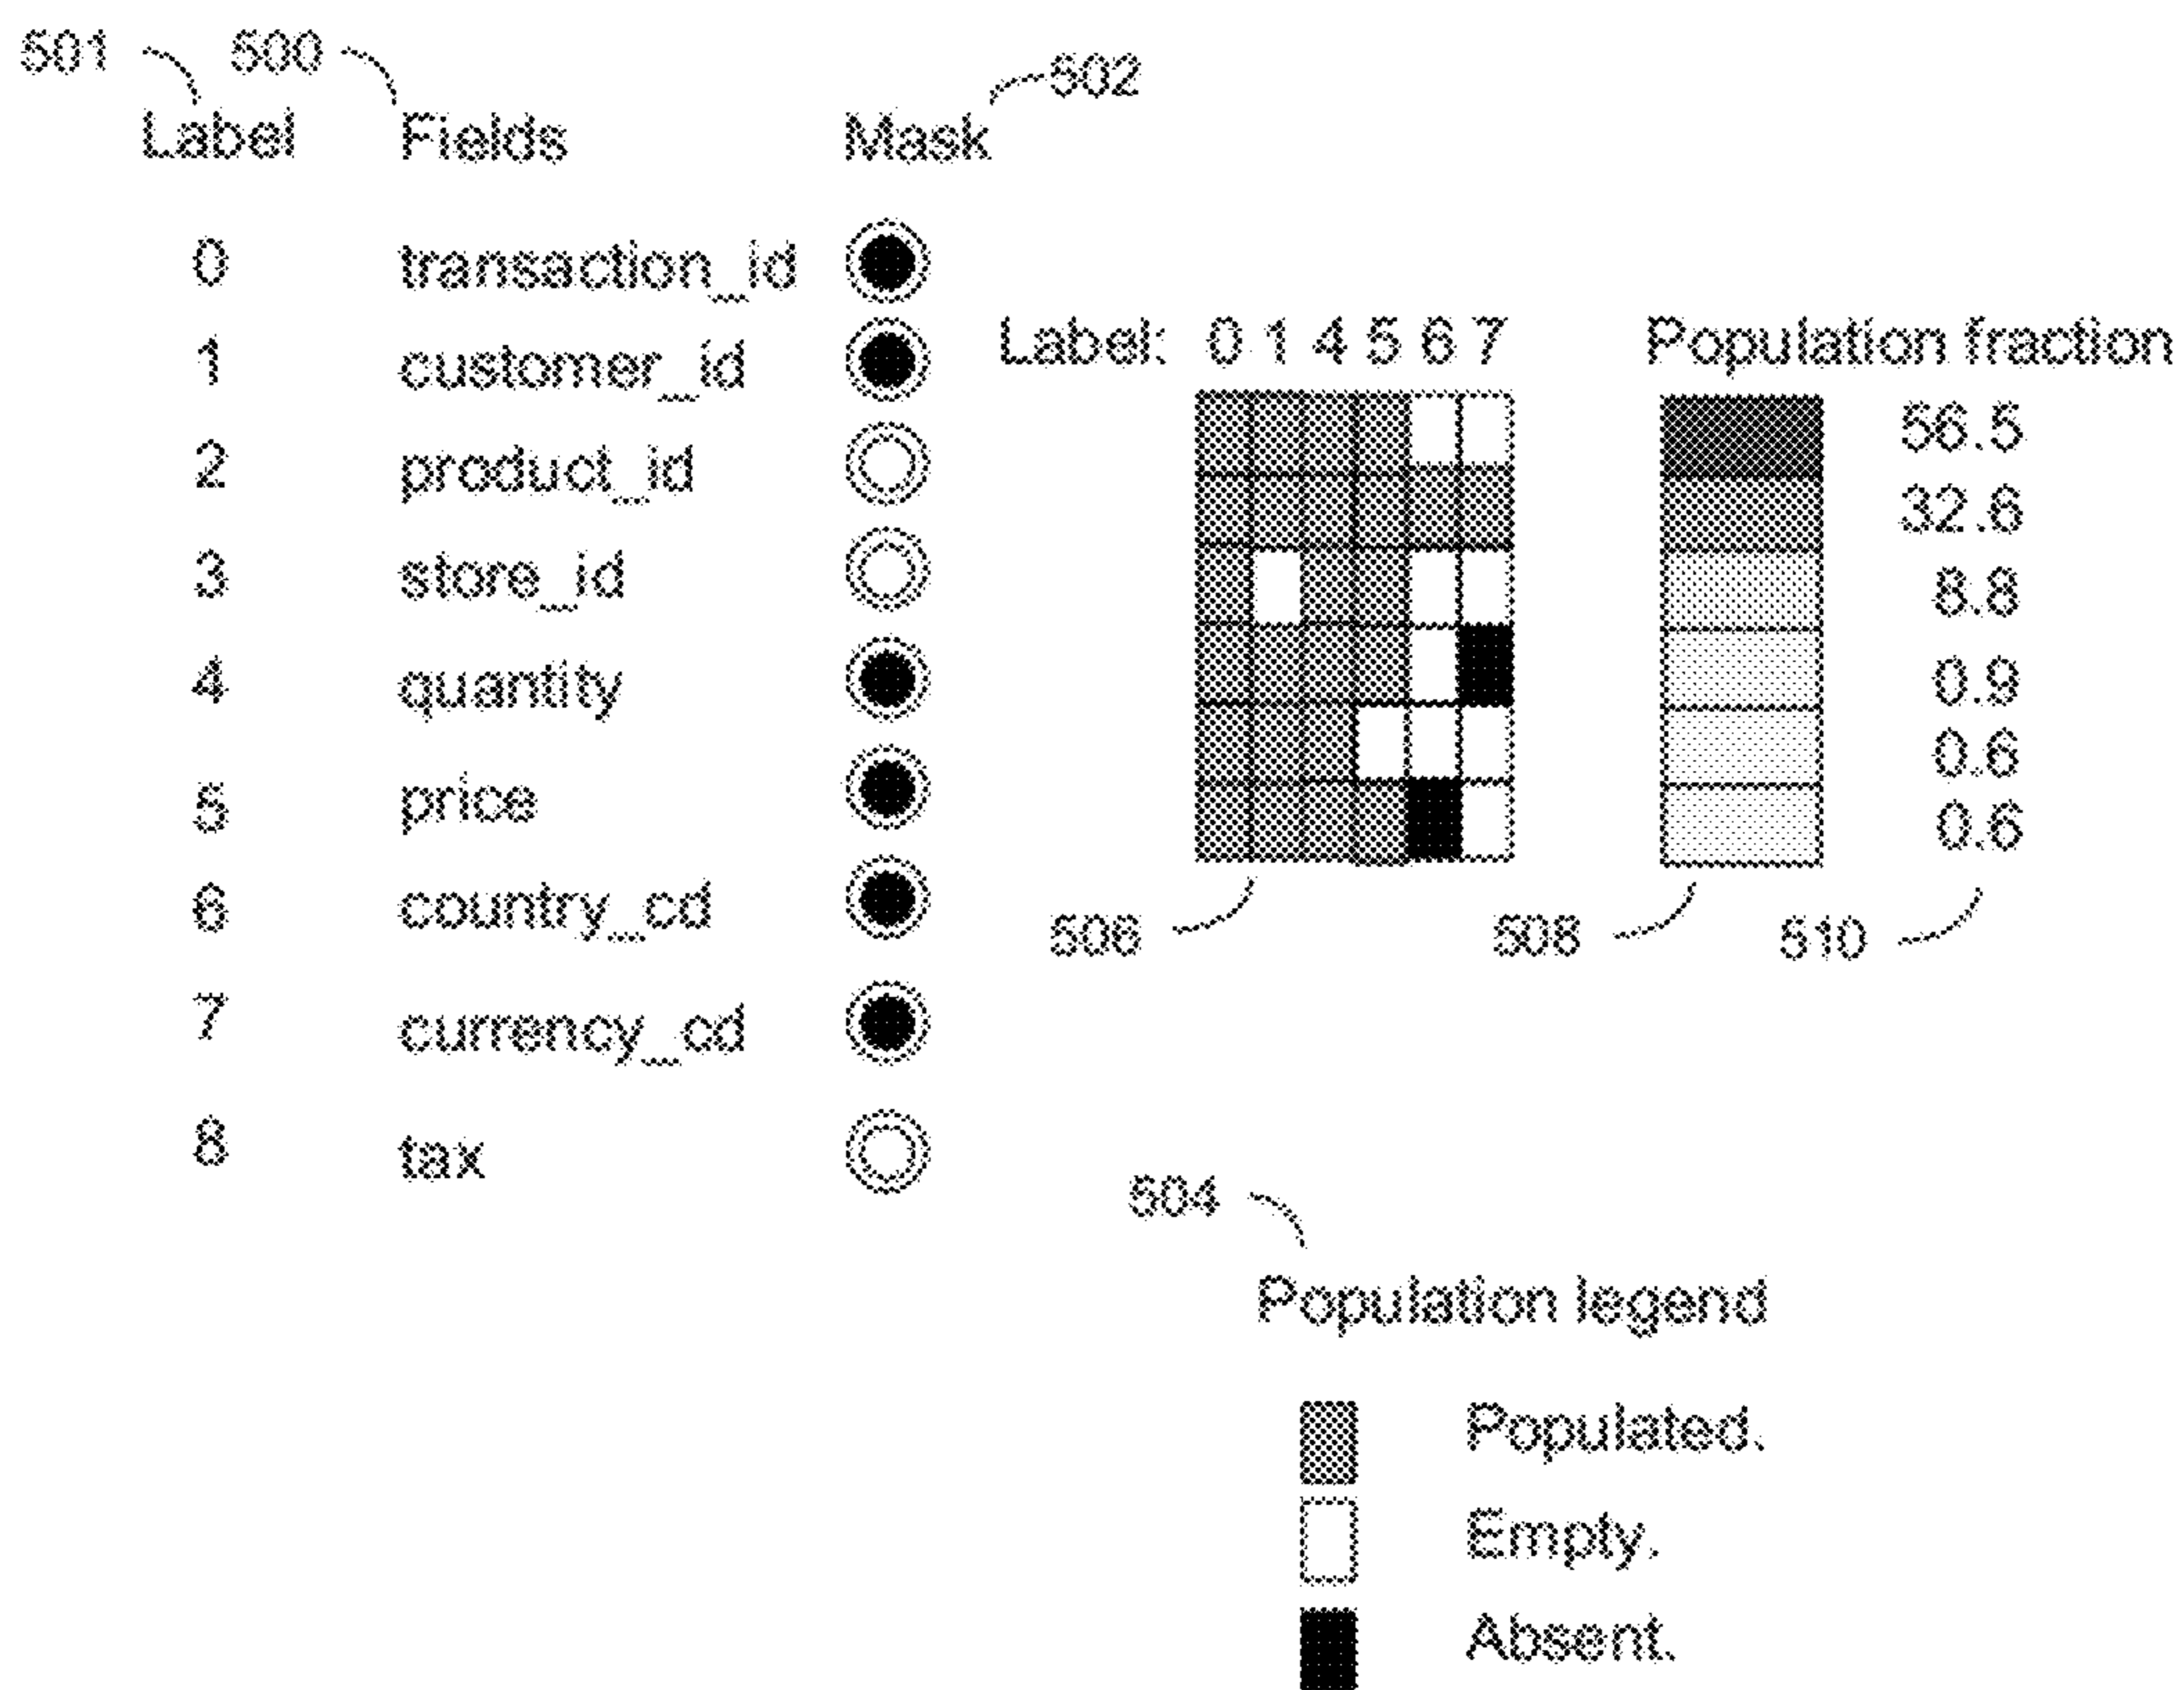 501 500 502
Label Fields Mask
0 transaction_id
1 customer_id
2 product_id
3 store_id
4 quantity
5 price
6 country_cd
7 currency_cd
8 tax
Label: 0 1 4 5 6 7 Population fraction
56.5
32.6
8.8
0.9
0.6
0.6
506 508 510
504
Population legend
Populated.
Empty.
Absent.